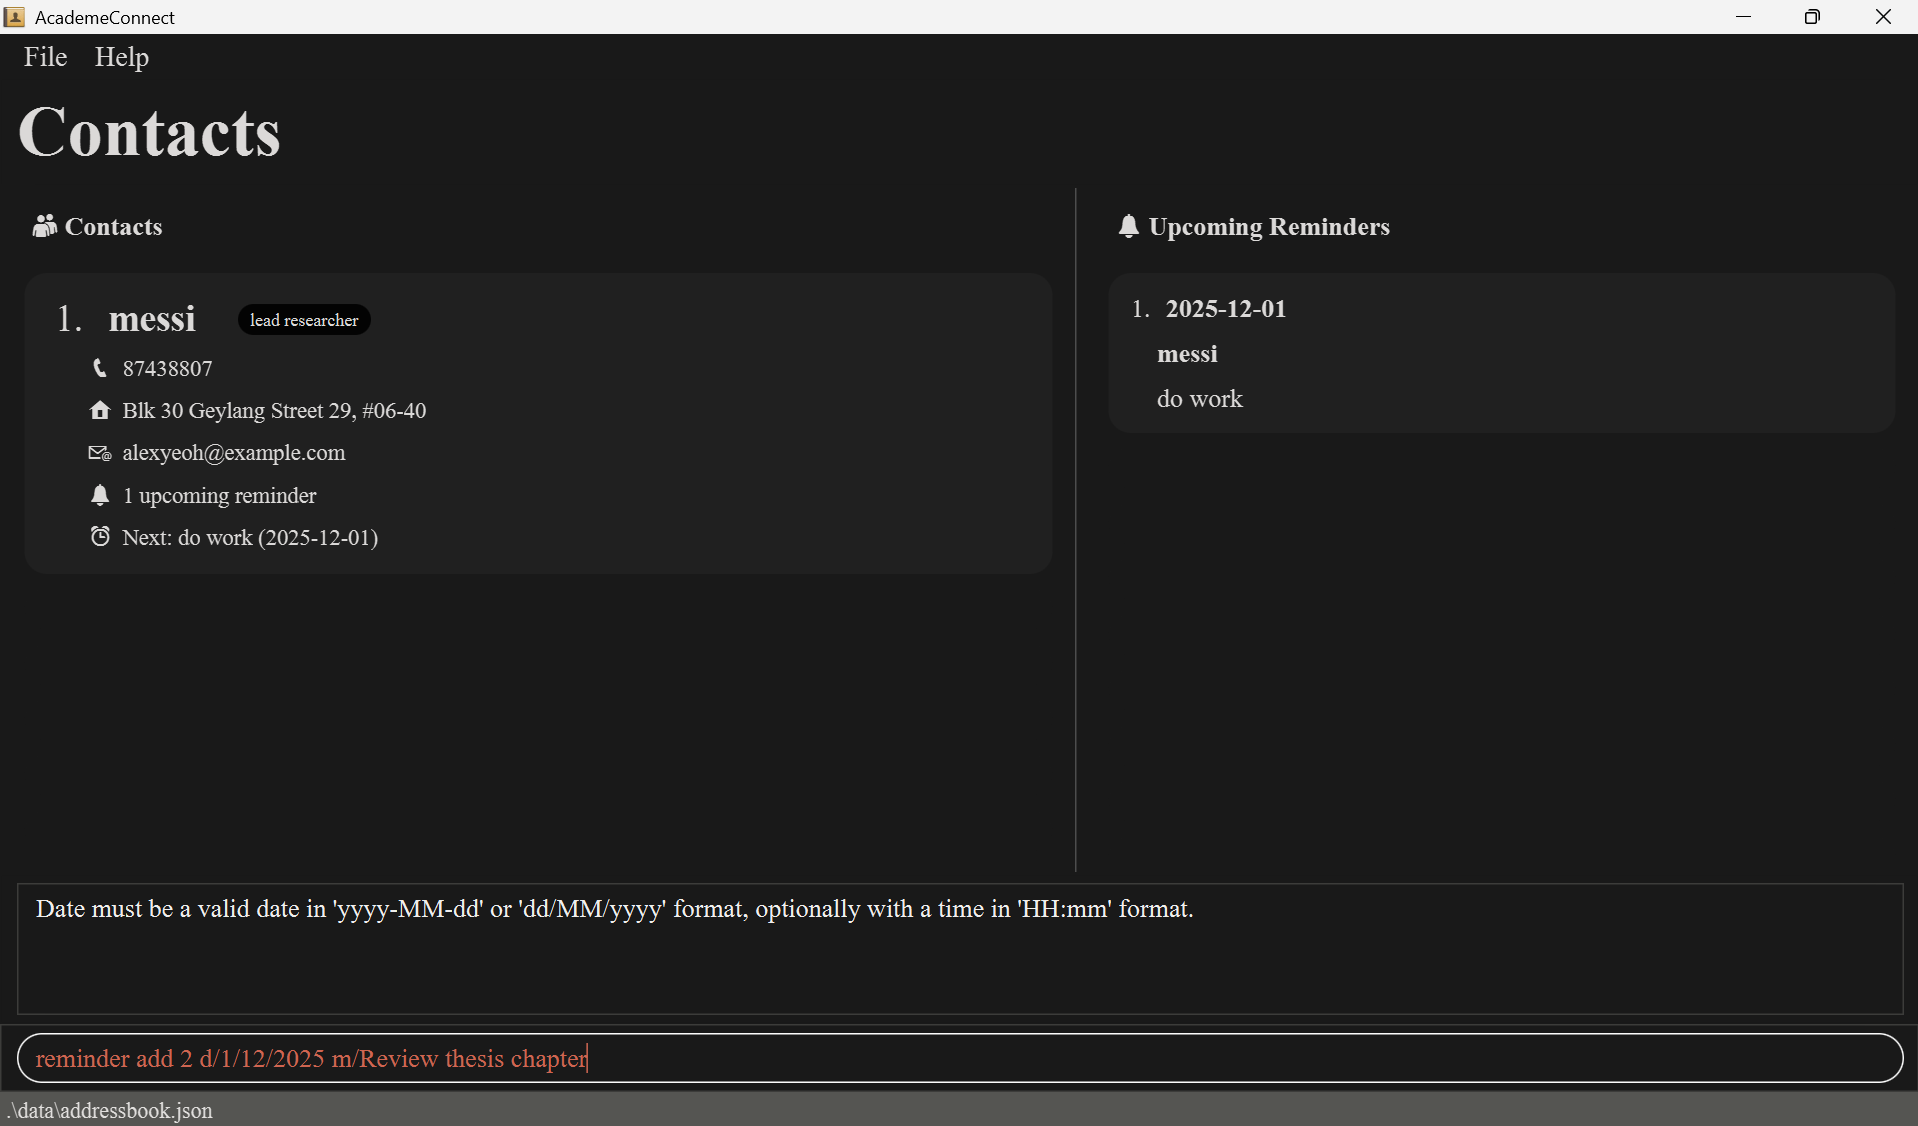 AcademeConnect
File Help
Contacts
Contacts
1. messi lead researcher
87438807
Blk 30 Geylang Street 29, #06-40
alexyeoh@example.com
1 upcoming reminder
Next: do work (2025-12-01)
Upcoming Reminders
1. 2025-12-01
messi
do work
Date must be a valid date in 'yyyy-MM-dd' or 'dd/MM/yyyy' format, optionally with a time in 'HH:mm' format.
reminder add 2 d/1/12/2025 m/Review thesis chapter
.\data\addressbook.json